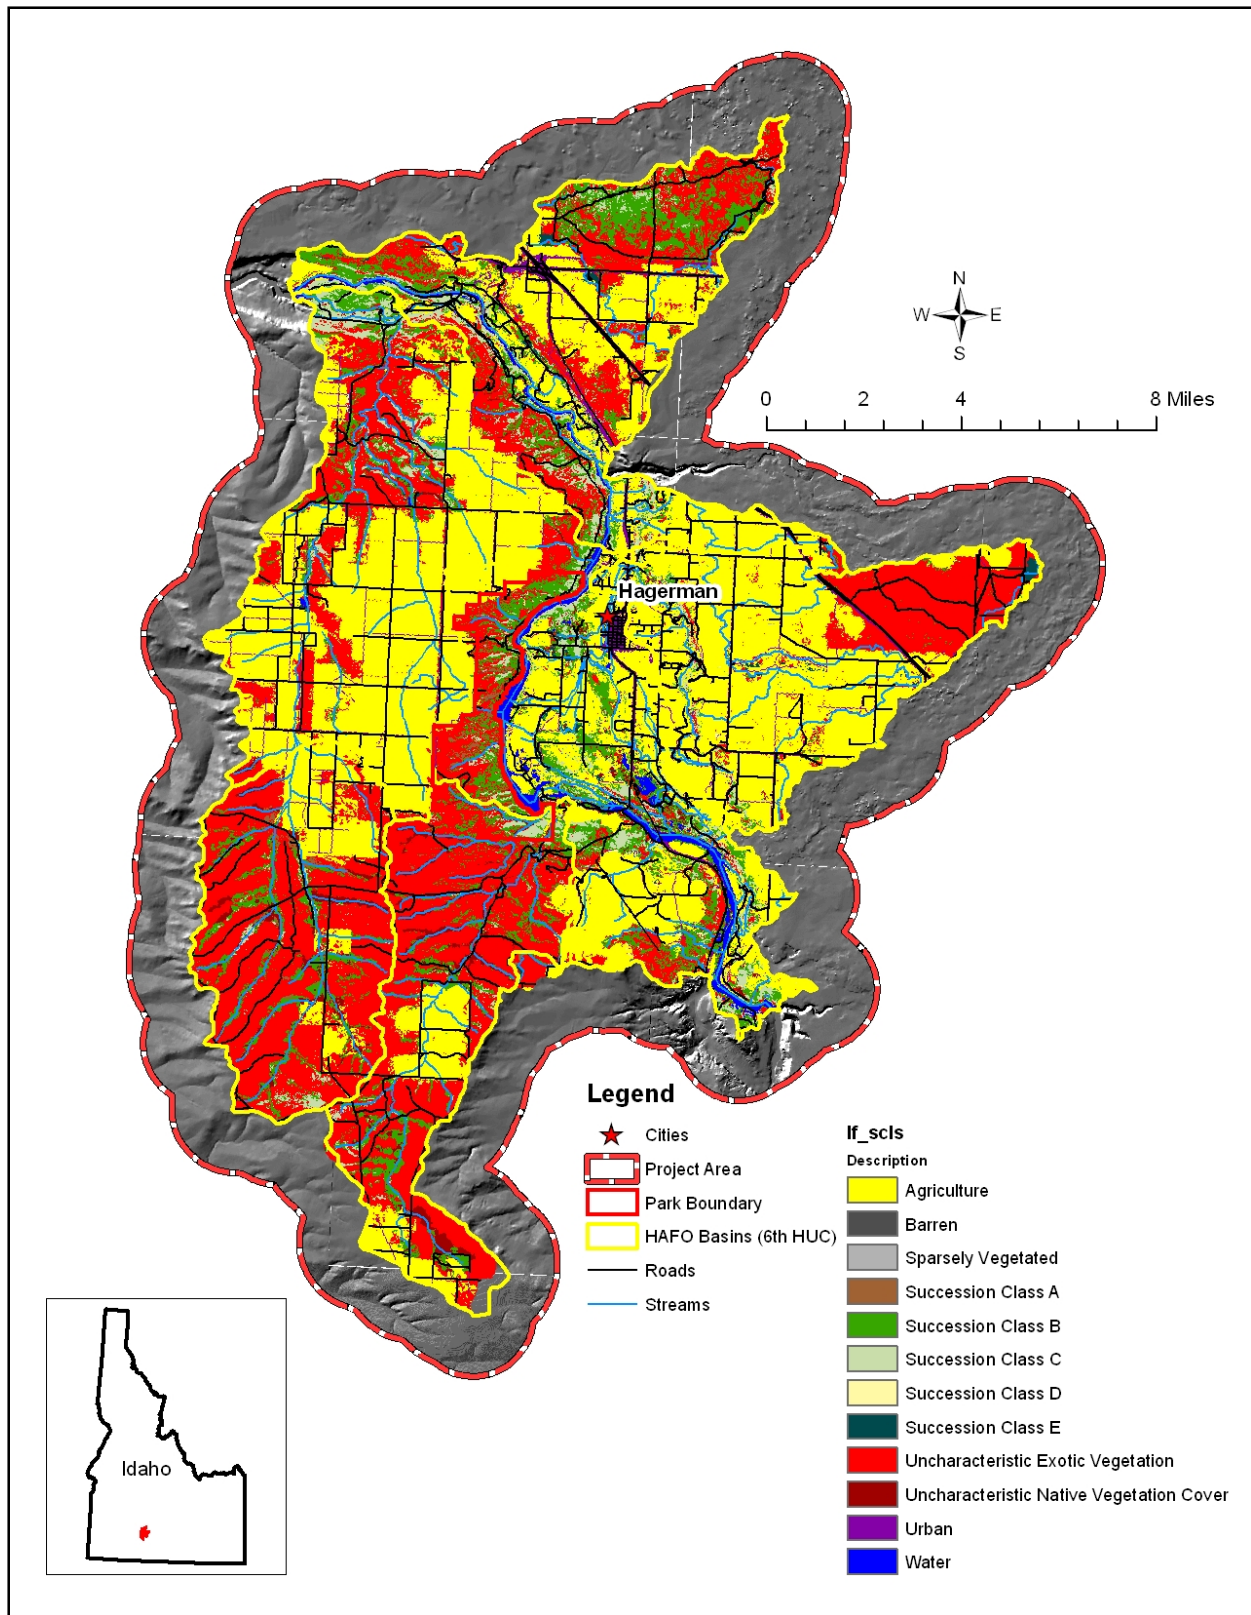 N
W
E
S
0 2 4 8 Miles
Hagerman
Legend
Cities
Project Area
Park Boundary
HAFO Basins (6th HUC)
Roads
Streams
lf_scls
Description
Agriculture
Barren
Sparsely Vegetated
Succession Class A
Succession Class B
Succession Class C
Succession Class D
Succession Class E
Uncharacteristic Exotic Vegetation
Uncharacteristic Native Vegetation Cover
Urban
Water
Idaho